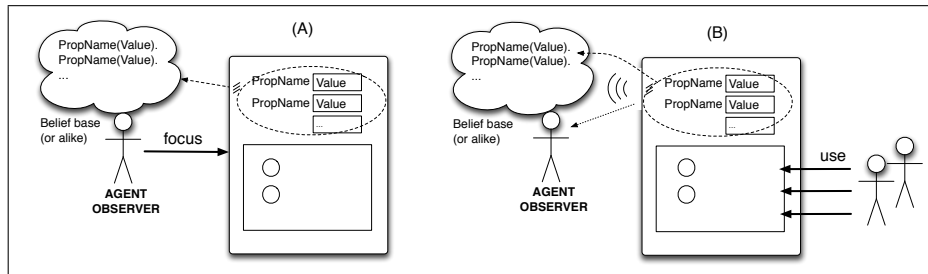 (A)
PropName(Value).
PropName(Value).
...
PropName Value
PropName Value
...
Belief base
(or alike)
focus
AGENT
OBSERVER
(B)
PropName(Value).
PropName(Value).
...
PropName Value
PropName Value
...
Belief base
(or alike)
use
AGENT
OBSERVER